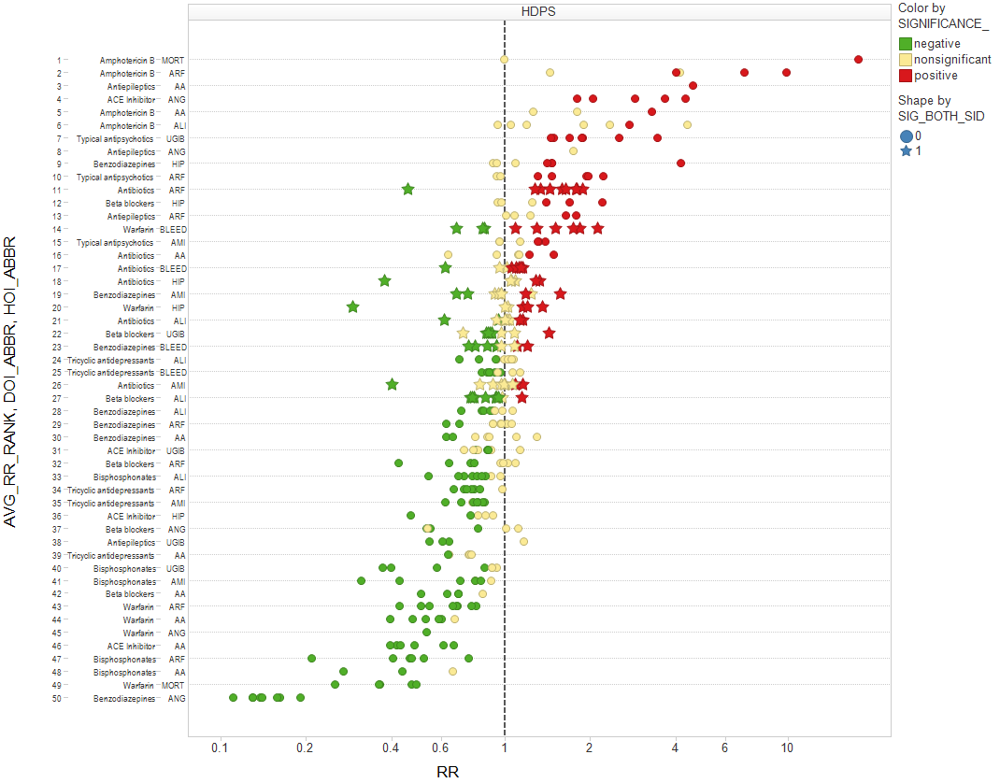 HDPS
Color by
SIGNIFICANCE_
negative
nonsignificant
positive
Shape by
SIG_BOTH_SID
0
1
AVG_RR_RANK, DOI_ABBR, HOI_ABBR
1 Amphotericin B MORT
2 Amphotericin B ARF
3 Antiepileptics AA
4 ACE Inhibitor ANG
5 Amphotericin B AA
6 Amphotericin B ALI
7 Typical antipsychotics UGIB
8 Antiepileptics ANG
9 Benzodiazepines HIP
10 Typical antipsychotics ARF
11 Antibiotics ARF
12 Beta blockers HIP
13 Antiepileptics ARF
14 Warfarin BLEED
15 Typical antipsychotics AMI
16 Antibiotics AA
17 Antibiotics BLEED
18 Antibiotics HIP
19 Benzodiazepines AMI
20 Warfarin HIP
21 Antibiotics ALI
22 Beta blockers UGIB
23 Benzodiazepines BLEED
24 Tricyclic antidepressants ALI
25 Tricyclic antidepressants BLEED
26 Antibiotics AMI
27 Beta blockers ALI
28 Benzodiazepines ALI
29 Benzodiazepines ARF
30 Benzodiazepines AA
31 ACE Inhibitor UGIB
32 Beta blockers ARF
33 Bisphosphonates ALI
34 Tricyclic antidepressants ARF
35 Tricyclic antidepressants AMI
36 ACE Inhibitor HIP
37 Beta blockers ANG
38 Antiepileptics UGIB
39 Tricyclic antidepressants AA
40 Bisphosphonates UGIB
41 Bisphosphonates AMI
42 Beta blockers AA
43 Warfarin ARF
44 Warfarin AA
45 Warfarin ANG
46 ACE Inhibitor AA
47 Bisphosphonates ARF
48 Bisphosphonates AA
49 Warfarin MORT
50 Benzodiazepines ANG
0.1 0.2 0.4 0.6 1 2 4 6 10
RR